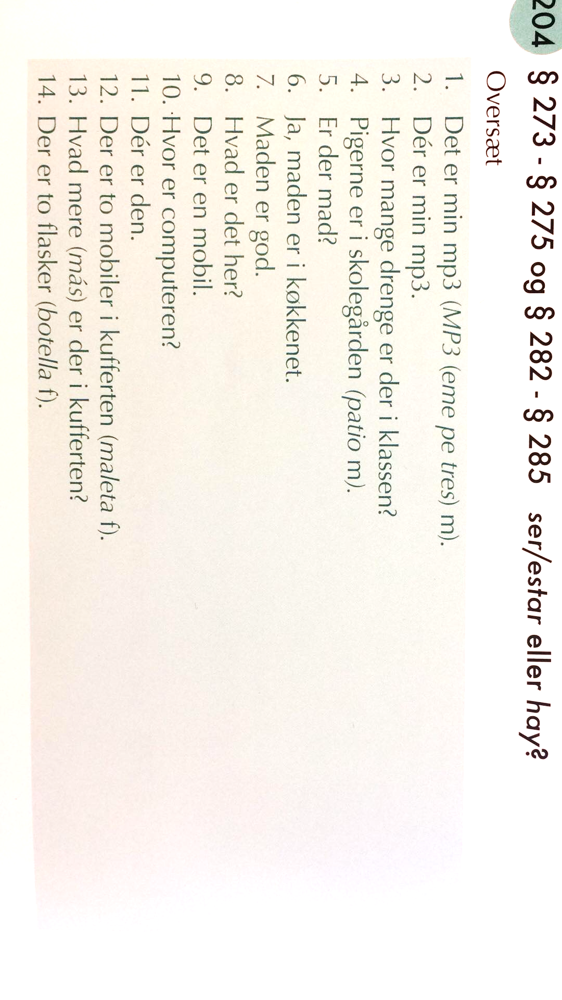 204 § 273 - § 275 og § 282 - § 285 ser/estar eller hay?
Oversæt
1. Det er min mp3 (MP3 (eme pe tres) m).
2. Dér er min mp3.
3. Hvor mange drenge er der i klassen?
4. Pigerne er i skolegården (patio m).
5. Er der mad?
6. Ja, maden er i køkkenet.
7. Maden er god.
8. Hvad er det her?
9. Det er en mobil.
10. Hvor er computeren?
11. Dér er den.
12. Der er to mobiler i kufferten (maleta f).
13. Hvad mere (más) er der i kufferten?
14. Der er to flasker (botella f).